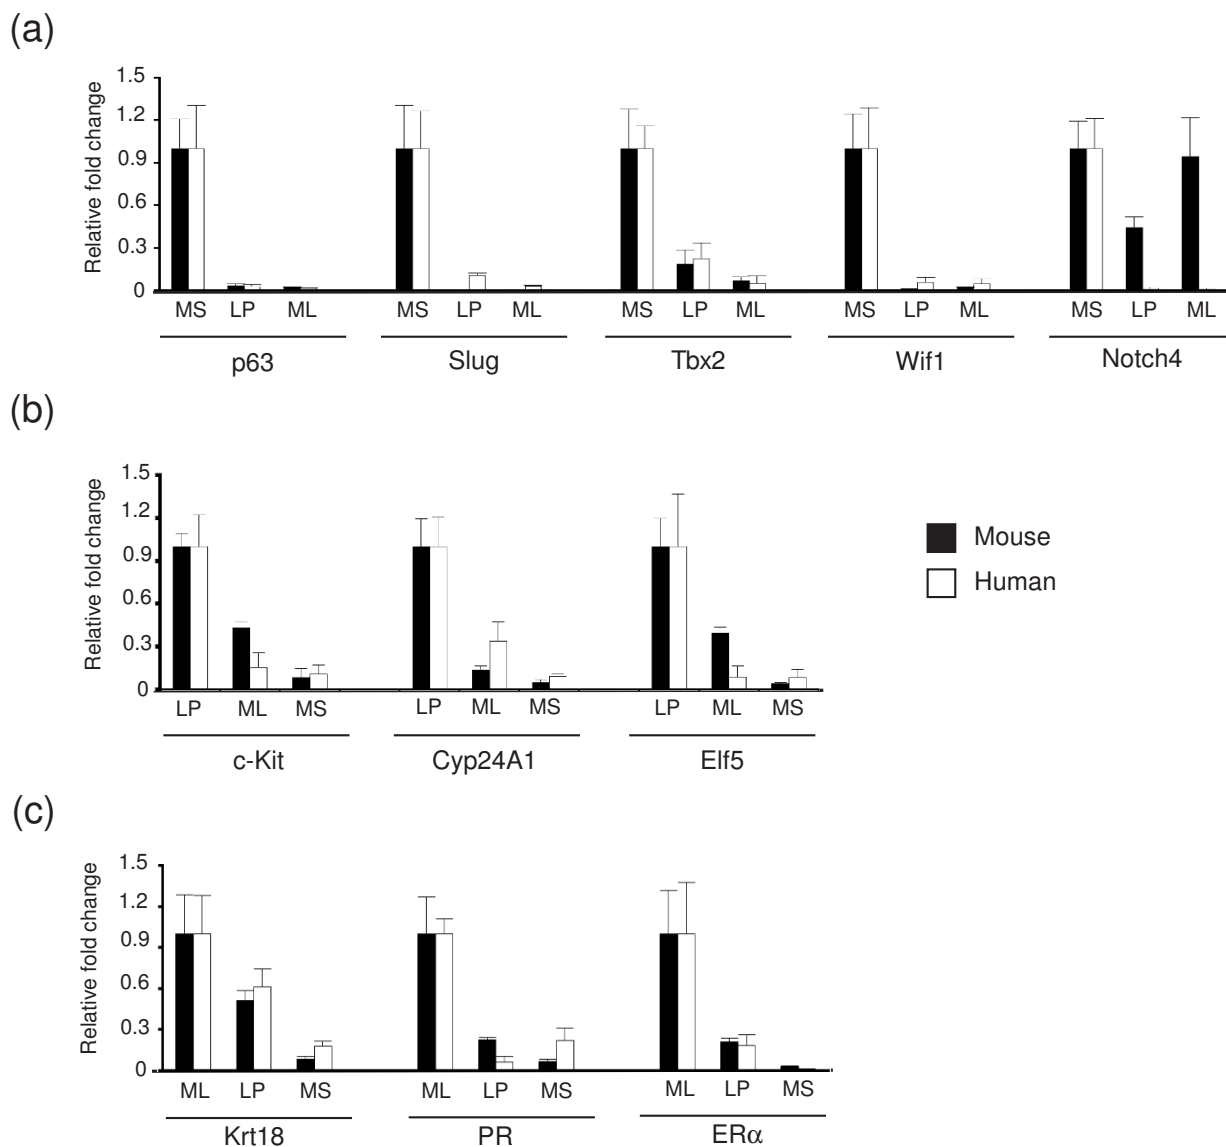 (a)
Relative fold change
1.5
1.2
0.9
0.6
0.3
0
MS LP ML MS LP ML MS LP ML MS LP ML MS LP ML
p63 Slug Tbx2 Wif1 Notch4
(b)
Relative fold change
1.5
1.2
0.9
0.6
0.3
0
Mouse
Human
LP ML MS LP ML MS LP ML MS
c-Kit Cyp24A1 Elf5
(c)
Relative fold change
1.5
1.2
0.9
0.6
0.3
0
ML LP MS ML LP MS ML LP MS
Krt18 PR ERα